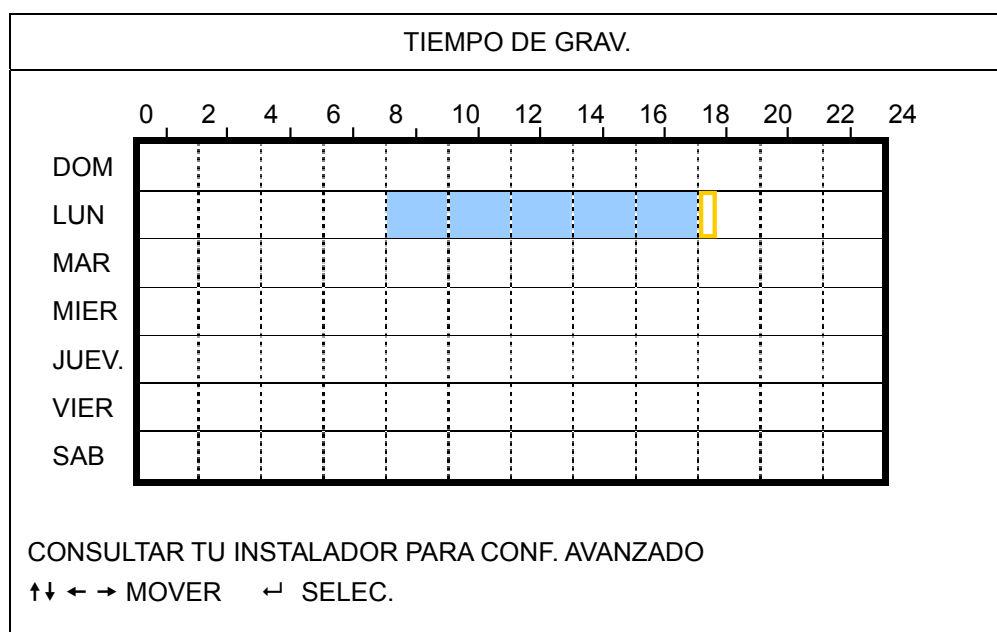 TIEMPO DE GRAV.
0 2 4 6 8 10 12 14 16 18 20 22 24
DOM
LUN
MAR
MIER
JUEV.
VIER
SAB
CONSULTAR TU INSTALADOR PARA CONF. AVANZADO
↑↓ ← → MOVER ↵ SELEC.